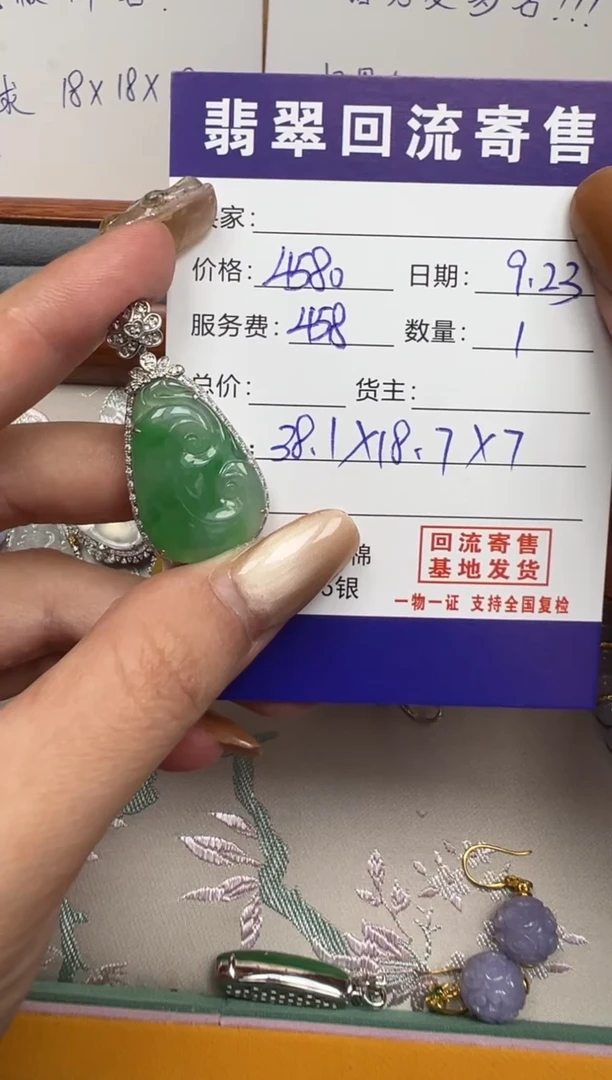 18X18X
翡翠回流寄售
家:
价格: 4580 日期: 9.23
服务费: 458 数量: 1
总价: 货主:
: 38.1X18.7X7
棉
银
回流寄售
基地发货
一物一证 支持全国复检